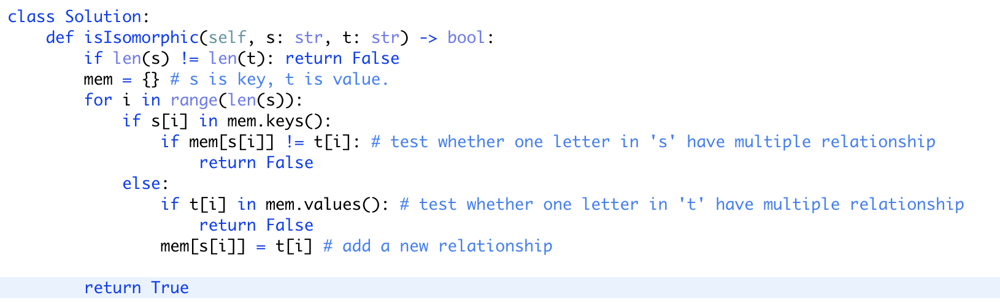 class Solution:
    def isIsomorphic(self, s: str, t: str) -> bool:
        if len(s) != len(t): return False
        mem = {} # s is key, t is value.
        for i in range(len(s)):
            if s[i] in mem.keys():
                if mem[s[i]] != t[i]: # test whether one letter in 's' have multiple relationship
                    return False
            else:
                if t[i] in mem.values(): # test whether one letter in 't' have multiple relationship
                    return False
                mem[s[i]] = t[i] # add a new relationship

        return True